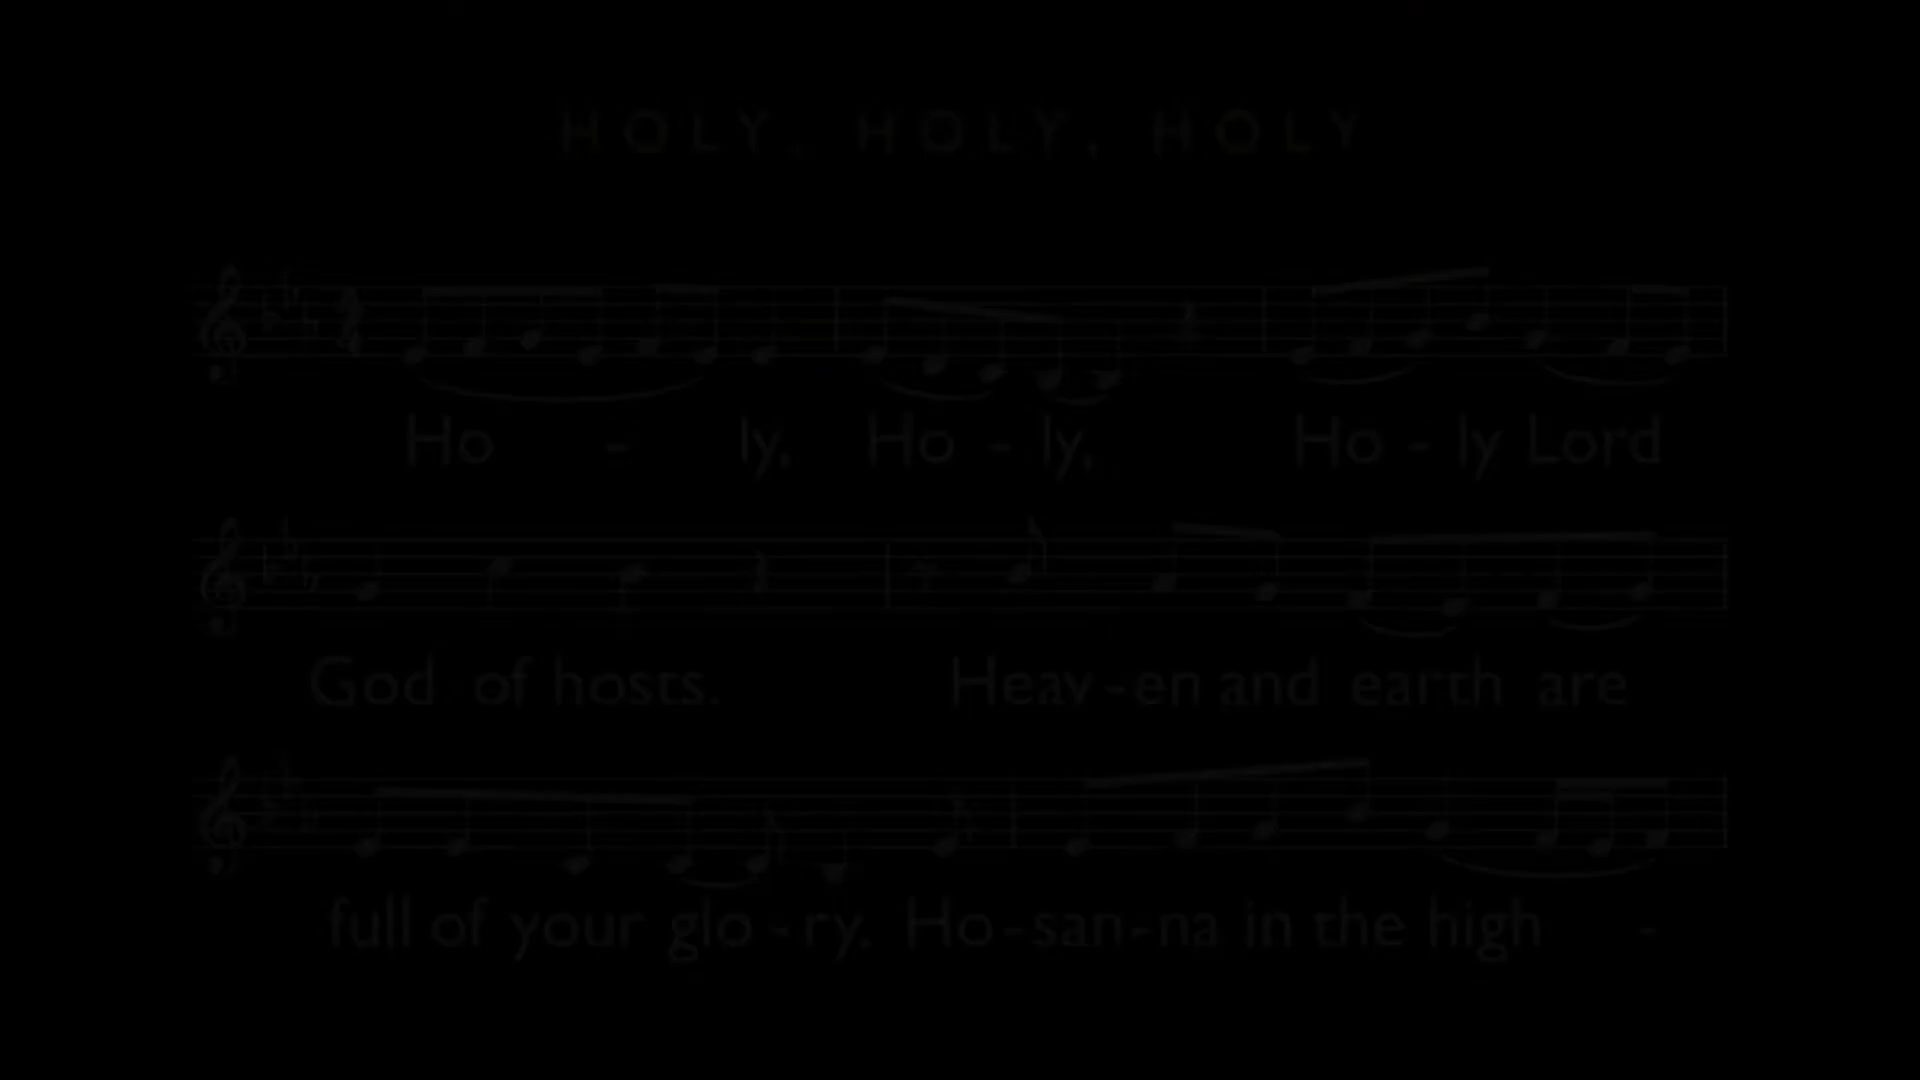 HOLY, HOLY, HOLY
Ho - ly, Ho - ly, Ho - ly Lord
God of hosts. Heav - en and earth are
full of your glo - ry, Ho - san - na in the high -